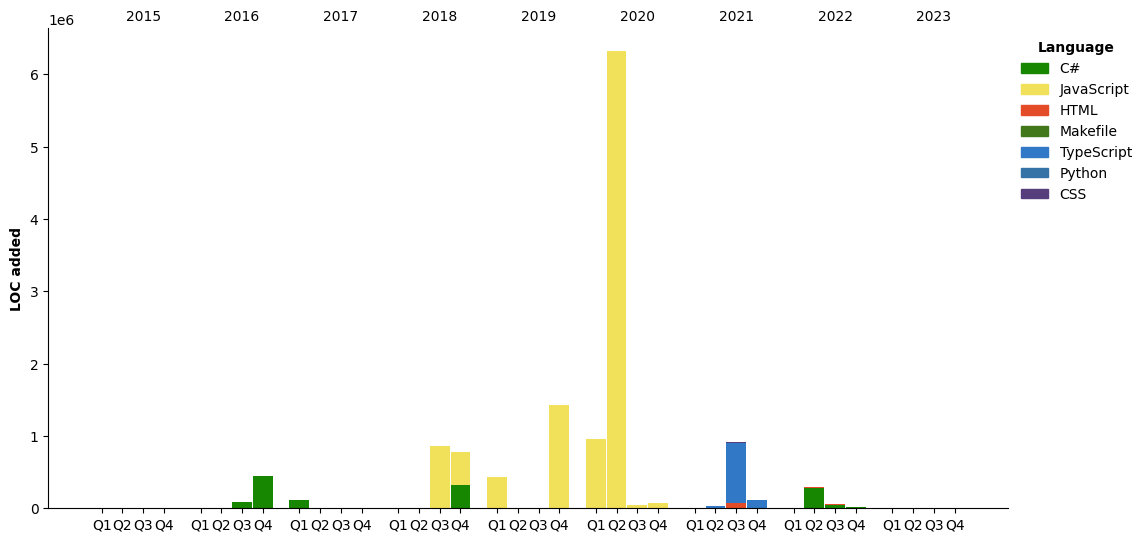 1e6
2015 2016 2017 2018 2019 2020 2021 2022 2023
LOC added
6
5
4
3
2
1
0
Q1 Q2 Q3 Q4 Q1 Q2 Q3 Q4 Q1 Q2 Q3 Q4 Q1 Q2 Q3 Q4 Q1 Q2 Q3 Q4 Q1 Q2 Q3 Q4 Q1 Q2 Q3 Q4 Q1 Q2 Q3 Q4 Q1 Q2 Q3 Q4
Language
C#
JavaScript
HTML
Makefile
TypeScript
Python
CSS